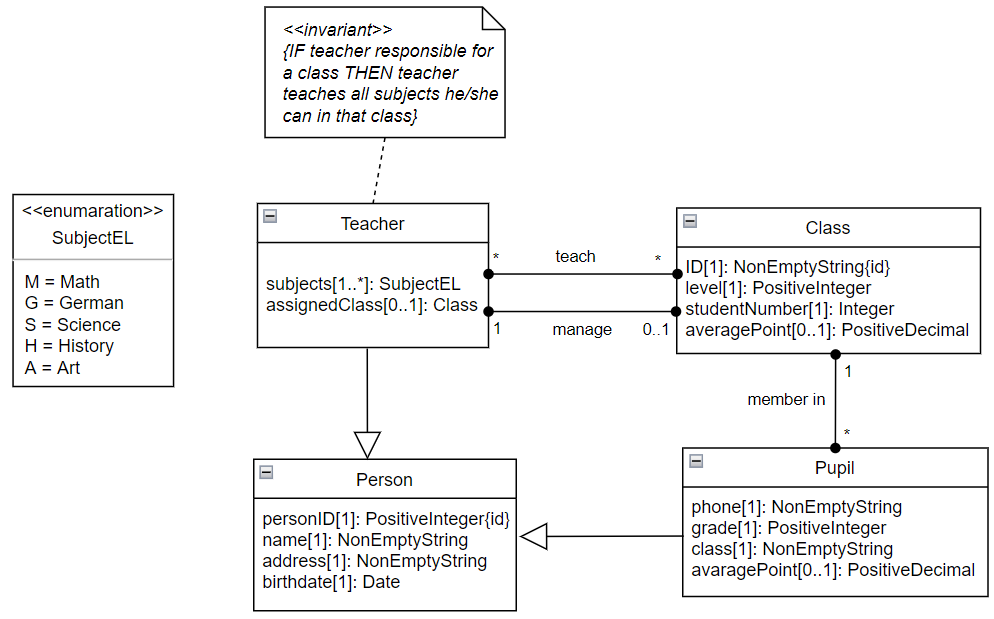 <<invariant>>
{IF teacher responsible for
a class THEN teacher
teaches all subjects he/she
can in that class}
<<enumaration>>
SubjectEL
M = Math
G = German
S = Science
H = History
A = Art
Teacher
subjects[1..*]: SubjectEL
assignedClass[0..1]: Class
* teach *
1 manage 0..1
Class
ID[1]: NonEmptyString{id}
level[1]: PositiveInteger
studentNumber[1]: Integer
averagePoint[0..1]: PositiveDecimal
1
member in
*
Person
personID[1]: PositiveInteger{id}
name[1]: NonEmptyString
address[1]: NonEmptyString
birthdate[1]: Date
Pupil
phone[1]: NonEmptyString
grade[1]: PositiveInteger
class[1]: NonEmptyString
avaragePoint[0..1]: PositiveDecimal